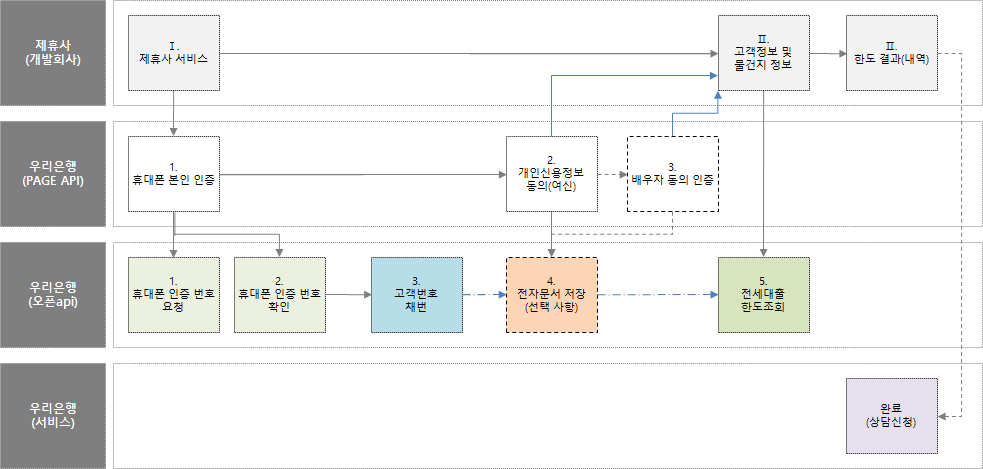 제휴사
(개발회사)
Ⅰ.
제휴사 서비스
Ⅱ.
고객정보 및
물건지 정보
Ⅱ.
한도 결과(내역)
우리은행
(PAGE API)
1.
휴대폰 본인 인증
2.
개인신용정보
동의(여신)
3.
배우자 동의 인증
우리은행
(오픈api)
1.
휴대폰 인증 번호
요청
2.
휴대폰 인증 번호
확인
3.
고객번호
채번
4.
전자문서 저장
(선택 사항)
5.
전세대출
한도조회
우리은행
(서비스)
완료
(상담신청)